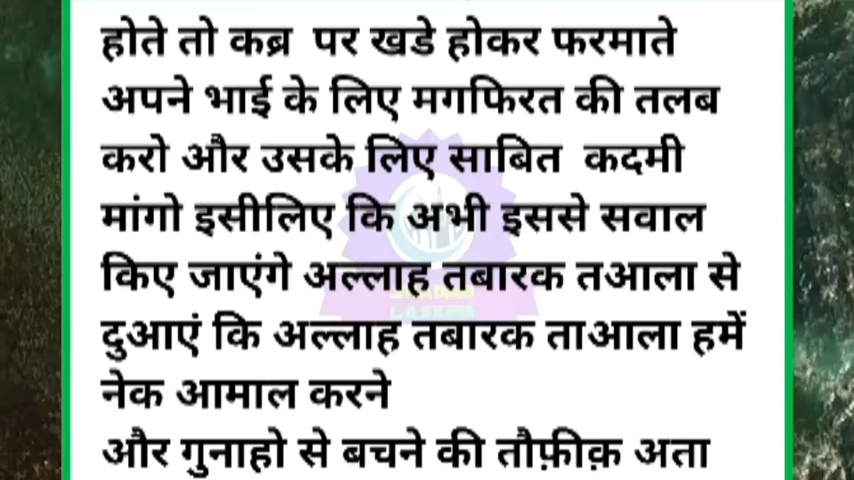 होते तो कब्र पर खडे होकर फरमाते
अपने भाई के लिए मगफिरत की तलब
करो और उसके लिए साबित कदमी
मांगो इसीलिए कि अभी इससे सवाल
किए जाएंगे अल्लाह तबारक तआला से
दुआएं कि अल्लाह तबारक ताआला हमें
नेक आमाल करने
और गुनाहो से बचने की तौफ़ीक़ अता